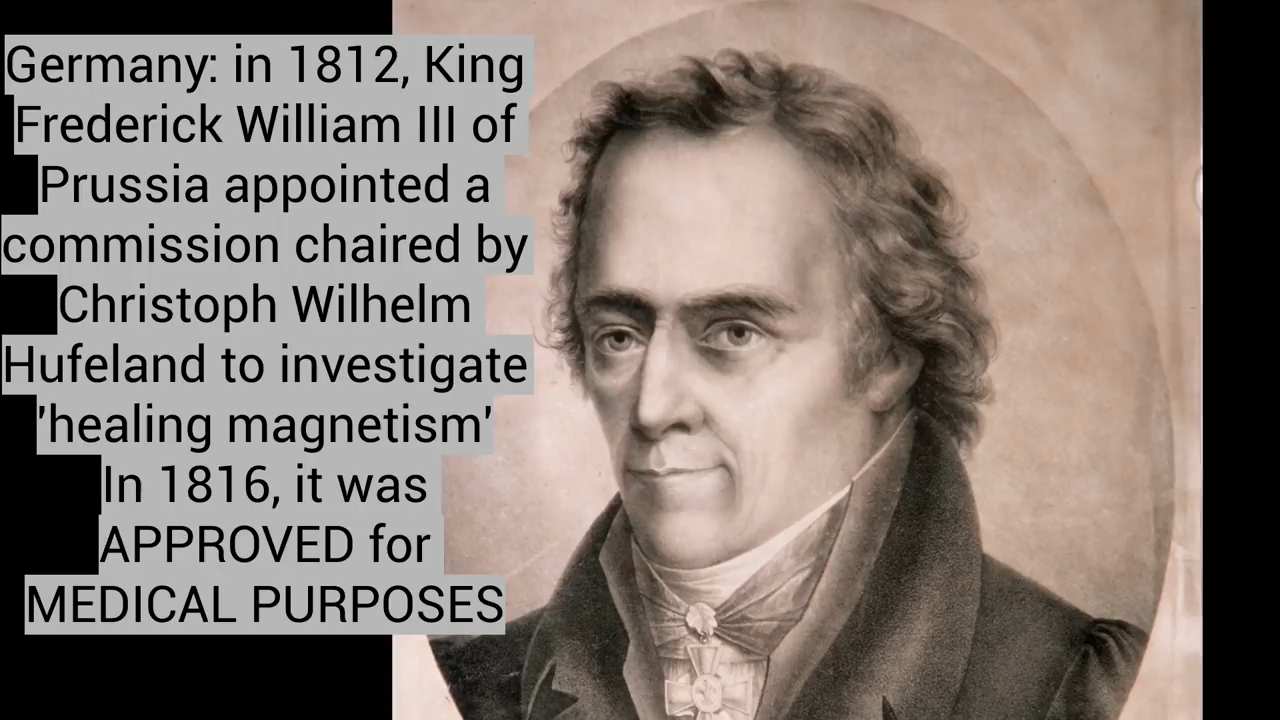 Germany: in 1812, King
Frederick William III of
Prussia appointed a
commission chaired by
Christoph Wilhelm
Hufeland to investigate
'healing magnetism'
In 1816, it was
APPROVED for
MEDICAL PURPOSES